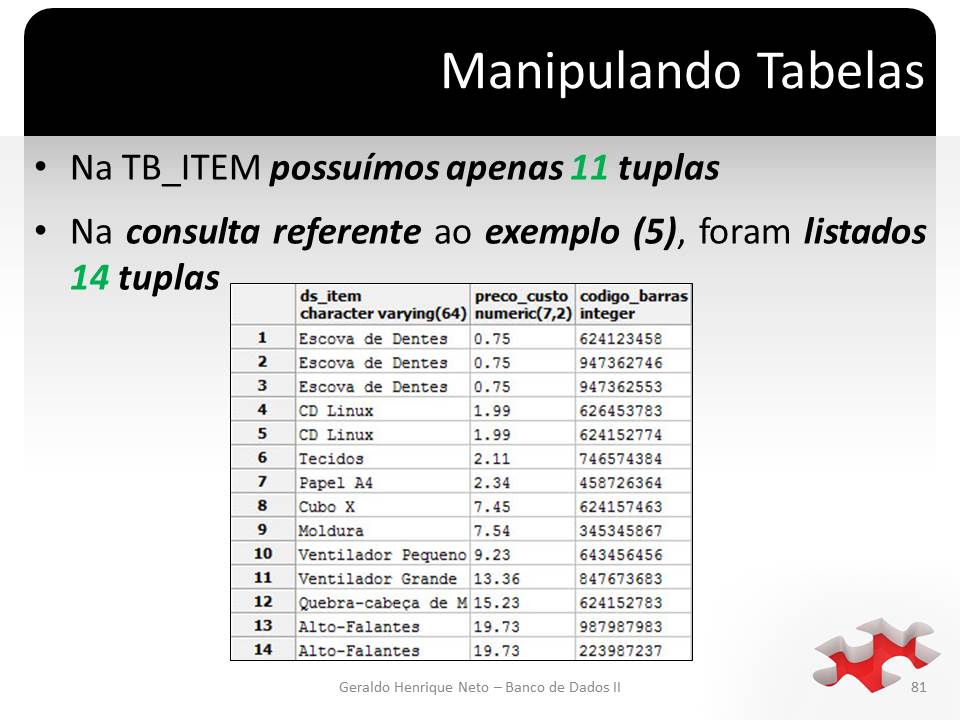 Manipulando Tabelas
• Na TB_ITEM possuímos apenas 11 tuplas
• Na consulta referente ao exemplo (5), foram listados
14 tuplas
ds_item preco_custo codigo_barras
character varying(64) numeric(7,2) integer
1 Escova de Dentes 0.75 624123458
2 Escova de Dentes 0.75 947362746
3 Escova de Dentes 0.75 947362553
4 CD Linux 1.99 626453783
5 CD Linux 1.99 624152774
6 Tecidos 2.11 746574384
7 Papel A4 2.34 458726364
8 Cubo X 7.45 624157463
9 Moldura 7.54 345345867
10 Ventilador Pequeno 9.23 643456456
11 Ventilador Grande 13.36 847673683
12 Quebra-cabeça de M 15.23 624152783
13 Alto-Falantes 19.73 987987983
14 Alto-Falantes 19.73 223987237
Geraldo Henrique Neto – Banco de Dados II 81